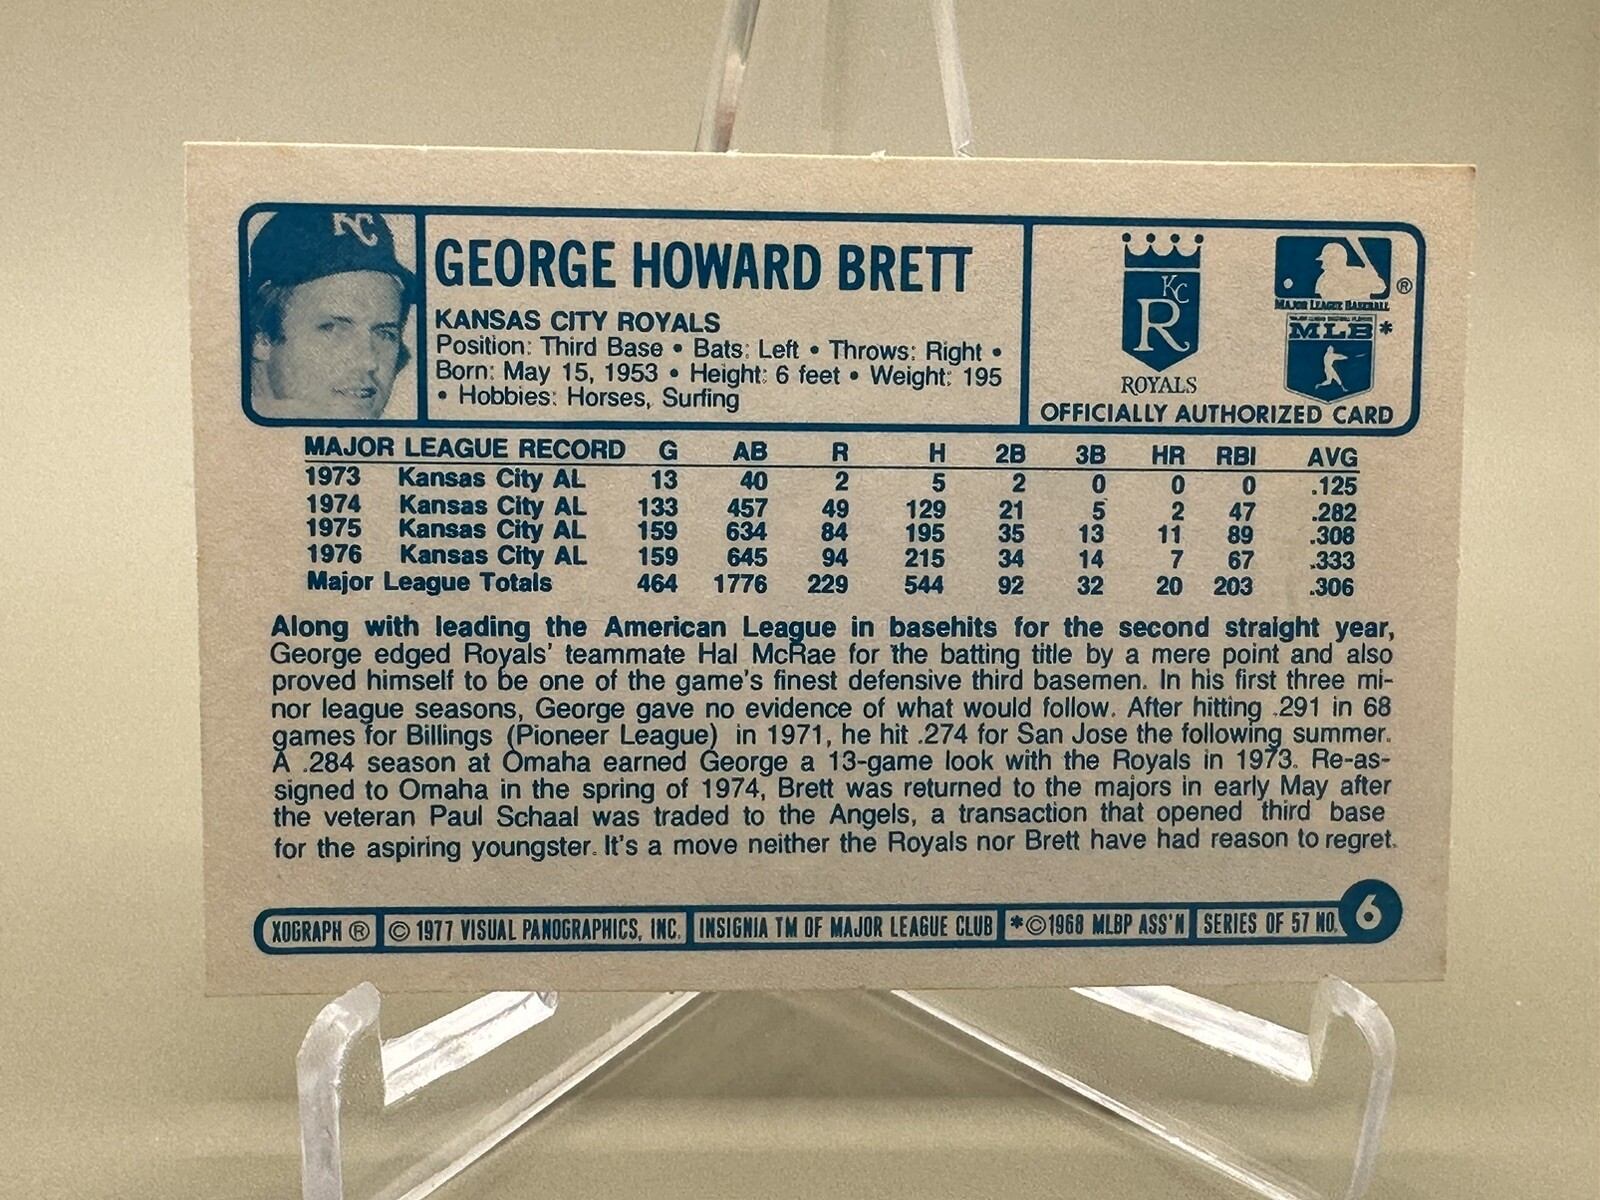 KC
GEORGE HOWARD BRETT
KANSAS CITY ROYALS
Position: Third Base • Bats: Left • Throws: Right •
Born: May 15, 1953 • Height: 6 feet • Weight: 195
• Hobbies: Horses, Surfing
KC
R
ROYALS
®
MAJOR LEAGUE BASEBALL
MLB*
OFFICIALLY AUTHORIZED CARD
MAJOR LEAGUE RECORD G AB R H 2B 3B HR RBI AVG
1973 Kansas City AL 13 40 2 5 2 0 0 0 .125
1974 Kansas City AL 133 457 49 129 21 5 2 47 .282
1975 Kansas City AL 159 634 84 195 35 13 11 89 .308
1976 Kansas City AL 159 645 94 215 34 14 7 67 .333
Major League Totals 464 1776 229 544 92 32 20 203 .306
Along with leading the American League in basehits for the second straight year,
George edged Royals' teammate Hal McRae for the batting title by a mere point and also
proved himself to be one of the game's finest defensive third basemen. In his first three mi-
nor league seasons, George gave no evidence of what would follow. After hitting .291 in 68
games for Billings (Pioneer League) in 1971, he hit .274 for San Jose the following summer.
A .284 season at Omaha earned George a 13-game look with the Royals in 1973. Re-as-
signed to Omaha in the spring of 1974, Brett was returned to the majors in early May after
the veteran Paul Schaal was traded to the Angels, a transaction that opened third base
for the aspiring youngster. It's a move neither the Royals nor Brett have had reason to regret.
XOGRAPH ® © 1977 VISUAL PANOGRAPHICS, INC. INSIGNIA TM OF MAJOR LEAGUE CLUB *©1968 MLBP ASS'N SERIES OF 57 NO. 6